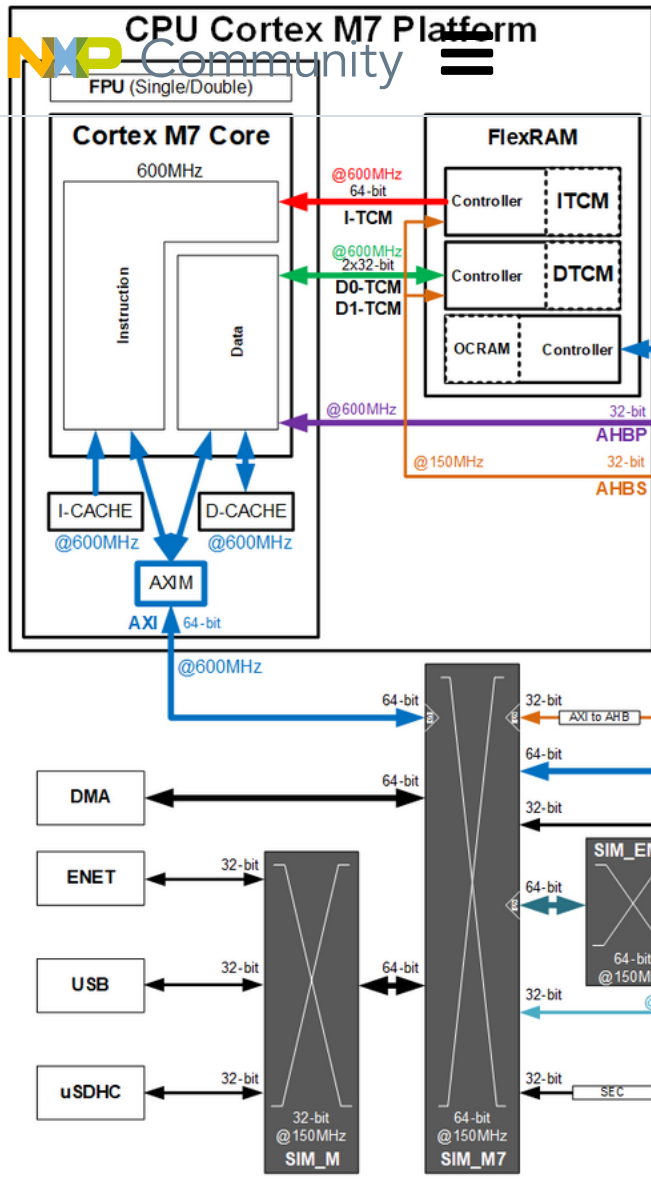 CPU Cortex M7 Platform
NXP Community
FPU (Single/Double)
Cortex M7 Core
600MHz
Instruction
Data
@600MHz
64-bit
I-TCM
@600MHz
2x32-bit
D0-TCM
D1-TCM
FlexRAM
Controller
ITCM
Controller
DTCM
OCRAM
Controller
@600MHz
32-bit
AHBP
@150MHz
32-bit
AHBS
I-CACHE
@600MHz
D-CACHE
@600MHz
AXIM
AXI
64-bit
@600MHz
64-bit
32-bit
AXI to AHB
64-bit
DMA
64-bit
32-bit
ENET
32-bit
64-bit
SIM_EM
64-bit
@150M
USB
32-bit
64-bit
32-bit
@
uSDHC
32-bit
32-bit
SEC
32-bit
@150MHz
SIM_M
64-bit
@150MHz
SIM_M7